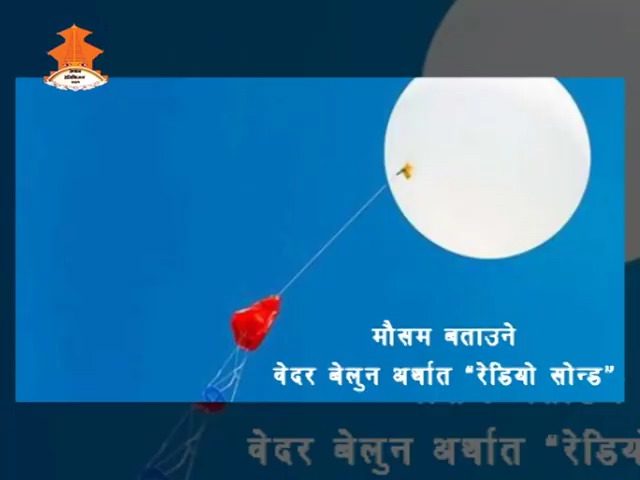 मौसम बताउने
वेदर बेलुन अर्थात “रेडियो सोन्ड”
वेदर बेलुन अर्थात “रेडियो